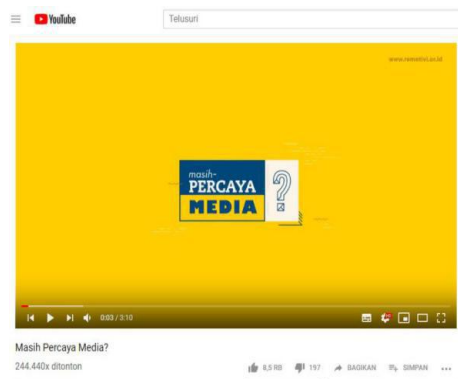 YouTube
Telusuri
www.remotivi.or.id
masih-
PERCAYA
MEDIA
?
0:03 / 3:10
Masih Percaya Media?
244.440x ditonton
8,5 RB
197
BAGIKAN
SIMPAN